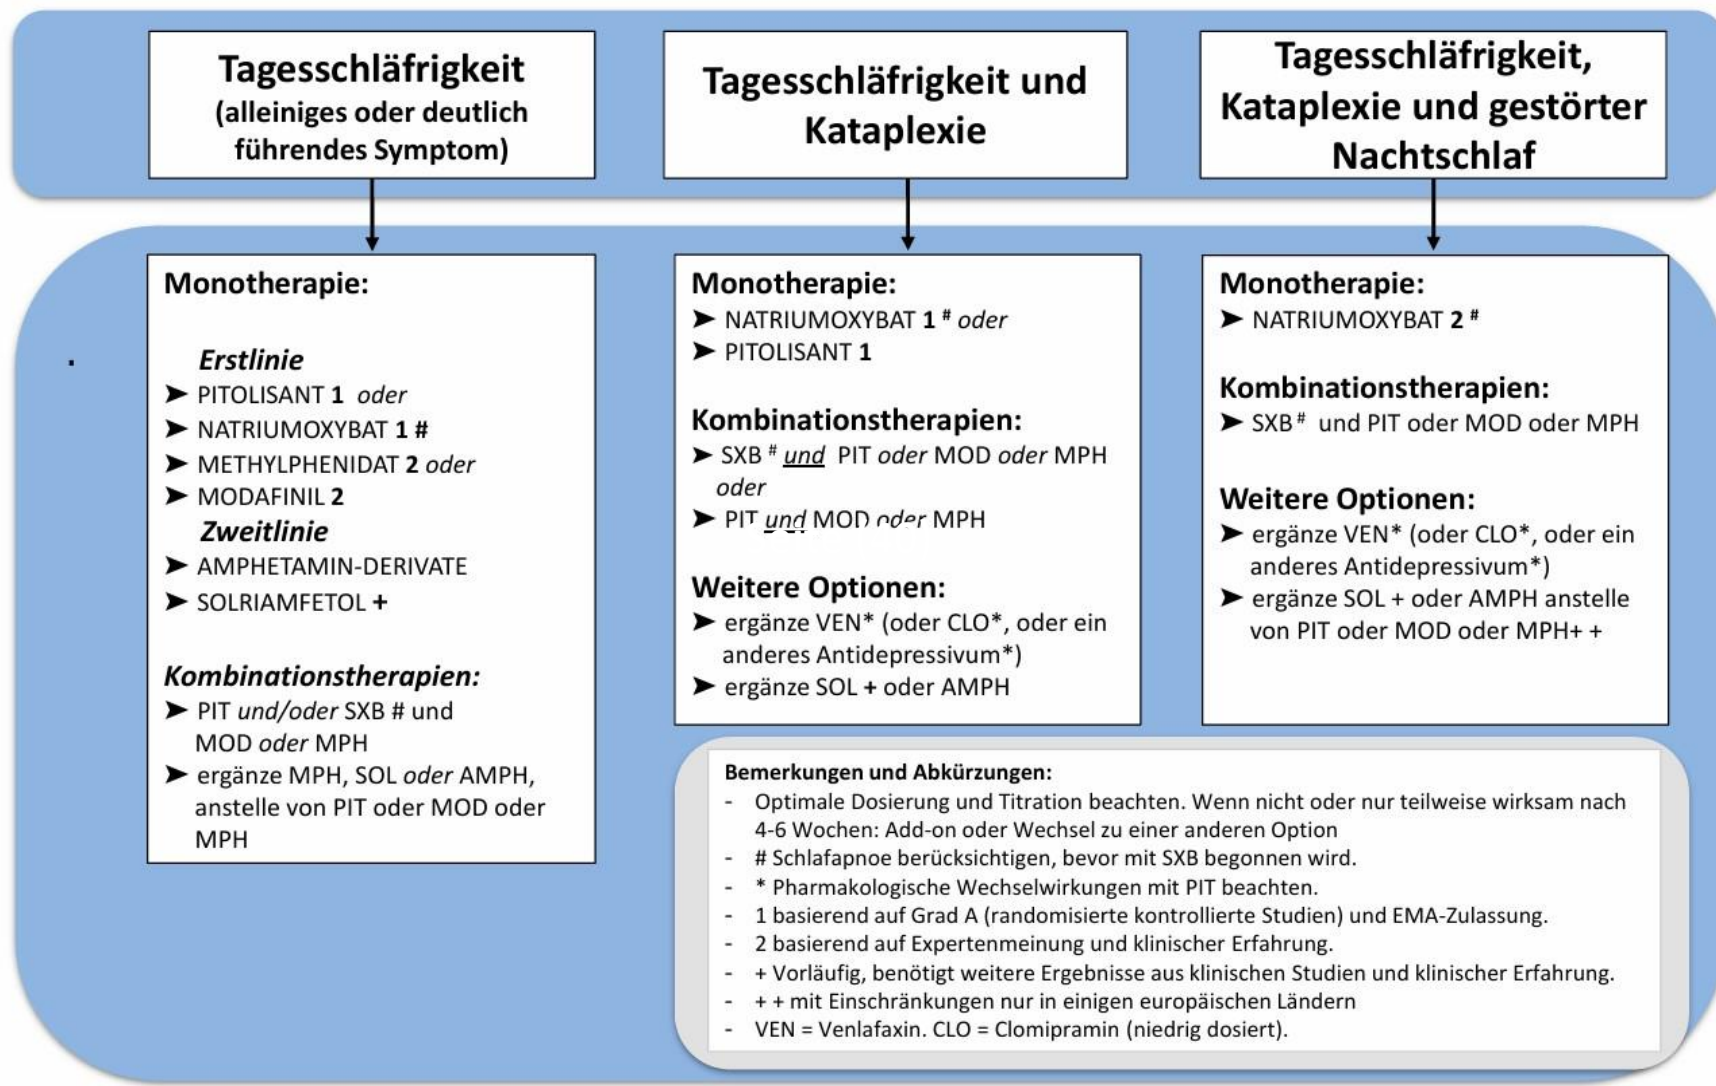 Tagesschläfrigkeit
(alleiniges oder deutlich
führendes Symptom)
Tagesschläfrigkeit und
Kataplexie
Tagesschläfrigkeit,
Kataplexie und gestörter
Nachtschlaf
Monotherapie:
Erstlinie
➤ PITOLISANT 1 oder
➤ NATRIUMOXYBAT 1 #
➤ METHYLPHENIDAT 2 oder
➤ MODAFINIL 2
Zweitlinie
➤ AMPHETAMIN-DERIVATE
➤ SOLRIAMFETOL +
Kombinationstherapien:
➤ PIT und/oder SXB # und
MOD oder MPH
➤ ergänze MPH, SOL oder AMPH,
anstelle von PIT oder MOD oder
MPH
Monotherapie:
➤ NATRIUMOXYBAT 1 # oder
➤ PITOLISANT 1
Kombinationstherapien:
➤ SXB # und PIT oder MOD oder MPH
oder
➤ PIT und MOD oder MPH
Weitere Optionen:
➤ ergänze VEN* (oder CLO*, oder ein
anderes Antidepressivum*)
➤ ergänze SOL + oder AMPH
Monotherapie:
➤ NATRIUMOXYBAT 2 #
Kombinationstherapien:
➤ SXB # und PIT oder MOD oder MPH
Weitere Optionen:
➤ ergänze VEN* (oder CLO*, oder ein
anderes Antidepressivum*)
➤ ergänze SOL + oder AMPH anstelle
von PIT oder MOD oder MPH+ +
Bemerkungen und Abkürzungen:
- Optimale Dosierung und Titration beachten. Wenn nicht oder nur teilweise wirksam nach
4-6 Wochen: Add-on oder Wechsel zu einer anderen Option
- # Schlafapnoe berücksichtigen, bevor mit SXB begonnen wird.
- * Pharmakologische Wechselwirkungen mit PIT beachten.
- 1 basierend auf Grad A (randomisierte kontrollierte Studien) und EMA-Zulassung.
- 2 basierend auf Expertenmeinung und klinischer Erfahrung.
- + Vorläufig, benötigt weitere Ergebnisse aus klinischen Studien und klinischer Erfahrung.
- + + mit Einschränkungen nur in einigen europäischen Ländern
- VEN = Venlafaxin. CLO = Clomipramin (niedrig dosiert).